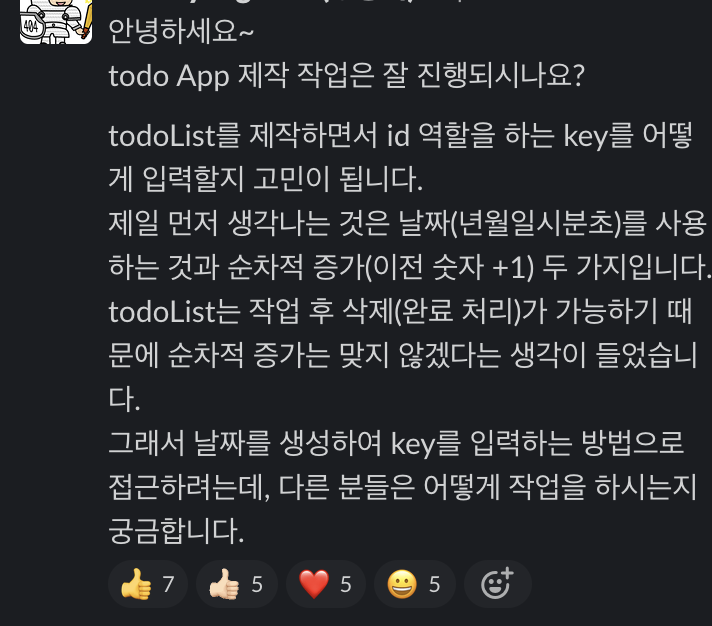 404
안녕하세요~
todo App 제작 작업은 잘 진행되시나요?
todoList를 제작하면서 id 역할을 하는 key를 어떻
게 입력할지 고민이 됩니다.
제일 먼저 생각나는 것은 날짜(년월일시분초)를 사용
하는 것과 순차적 증가(이전 숫자 +1) 두 가지입니다.
todoList는 작업 후 삭제(완료 처리)가 가능하기 때
문에 순차적 증가는 맞지 않겠다는 생각이 들었습니
다.
그래서 날짜를 생성하여 key를 입력하는 방법으로
접근하려는데, 다른 분들은 어떻게 작업을 하시는지
궁금합니다.
7 5 5 5